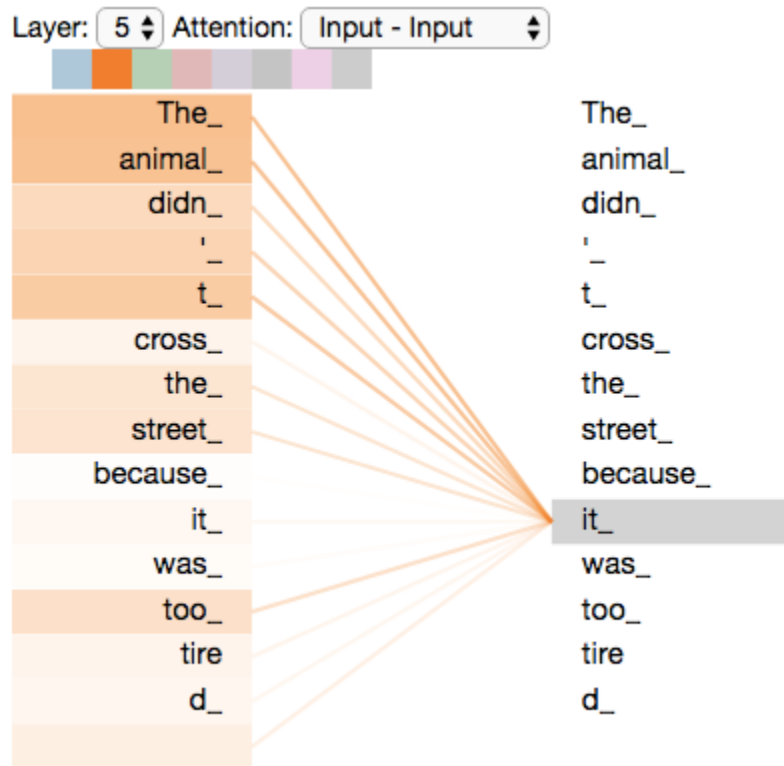 Layer: 5 Attention: Input - Input
The_ The_
animal_ animal_
didn_ didn_
'_ '_
t_ t_
cross_ cross_
the_ the_
street_ street_
because_ because_
it_ it_
was_ was_
too_ too_
tire tire
d_ d_